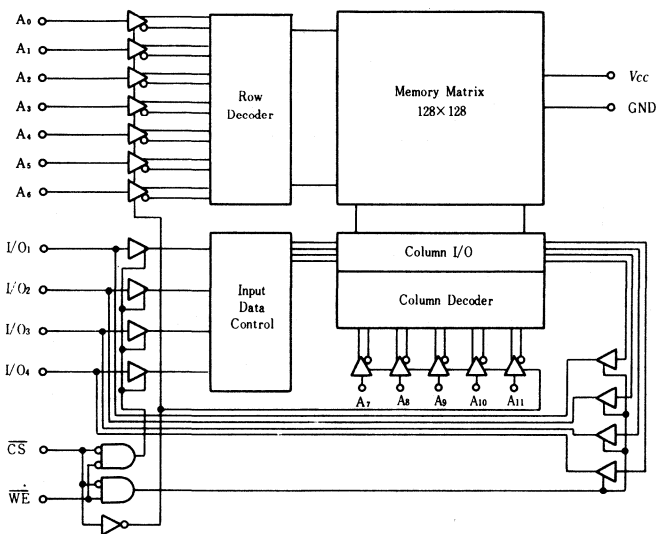 A0
A1
A2
A3
A4
A5
A6
Row
Decoder
Memory Matrix
128×128
Vcc
GND
I/O1
I/O2
I/O3
I/O4
Input
Data
Control
Column I/O
Column Decoder
A7 A8 A9 A10 A11
CS
WE